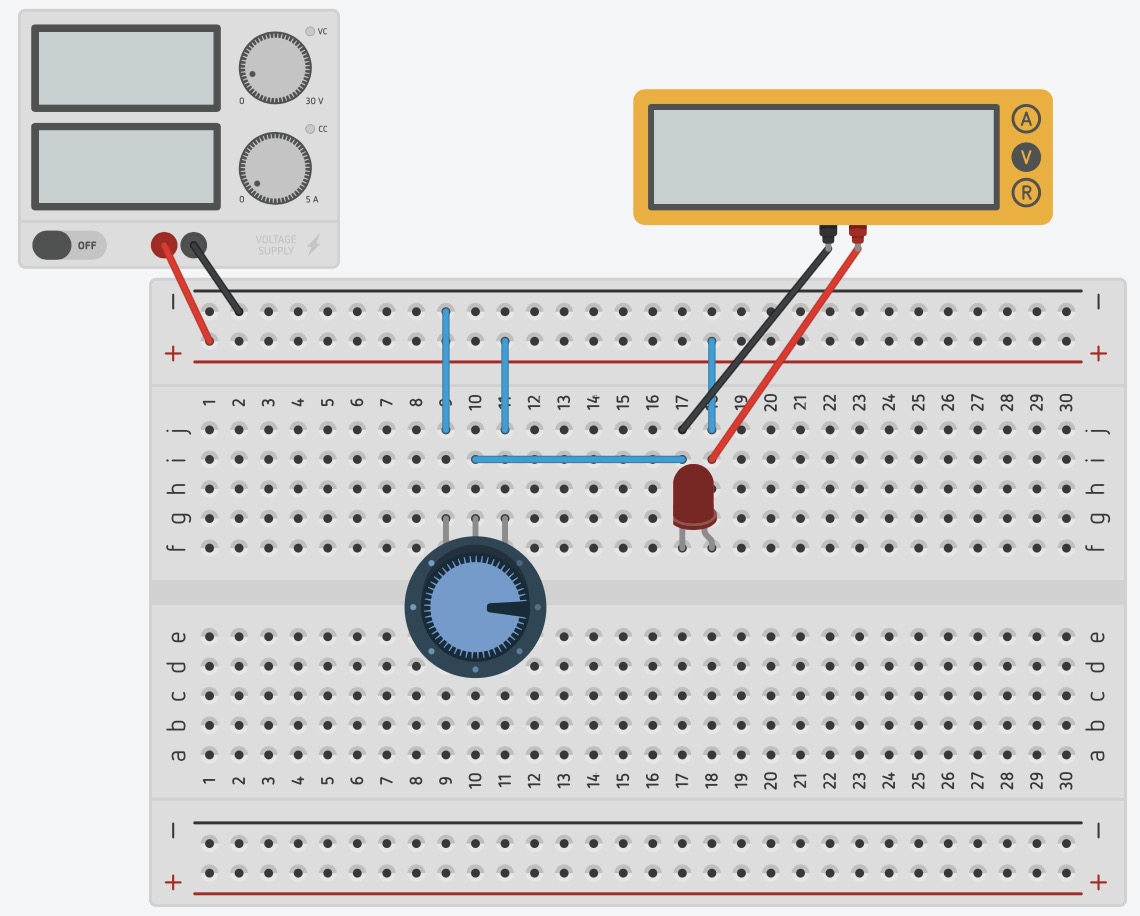 VC
0 30 V
CC
0 5 A
OFF
VOLTAGE
SUPPLY
A
V
R
— —
+ +
1 2 3 4 5 6 7 8 9 10 11 12 13 14 15 16 17 18 19 20 21 22 23 24 25 26 27 28 29 30
j j
i i
h h
g g
f f
e e
d d
c c
b b
a a
1 2 3 4 5 6 7 8 9 10 11 12 13 14 15 16 17 18 19 20 21 22 23 24 25 26 27 28 29 30
— —
+ +